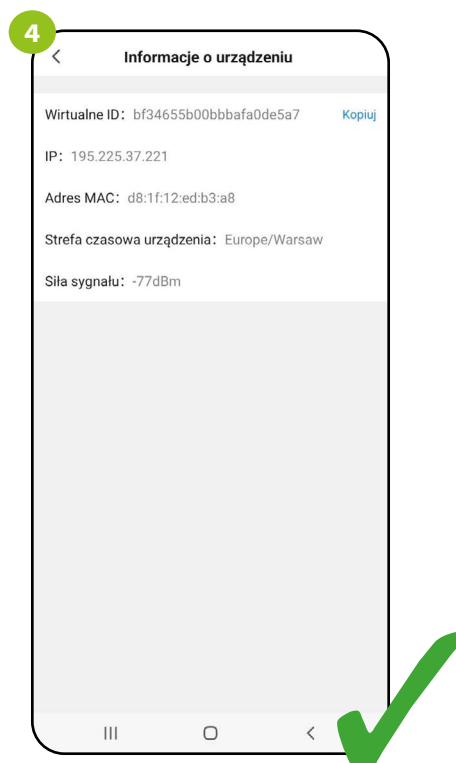 4
Informacje o urządzeniu
Wirtualne ID: bf34655b00bbbafa0de5a7 Kopiuj
IP: 195.225.37.221
Adres MAC: d8:1f:12:ed:b3:a8
Strefa czasowa urządzenia: Europe/Warsaw
Siła sygnału: -77dBm